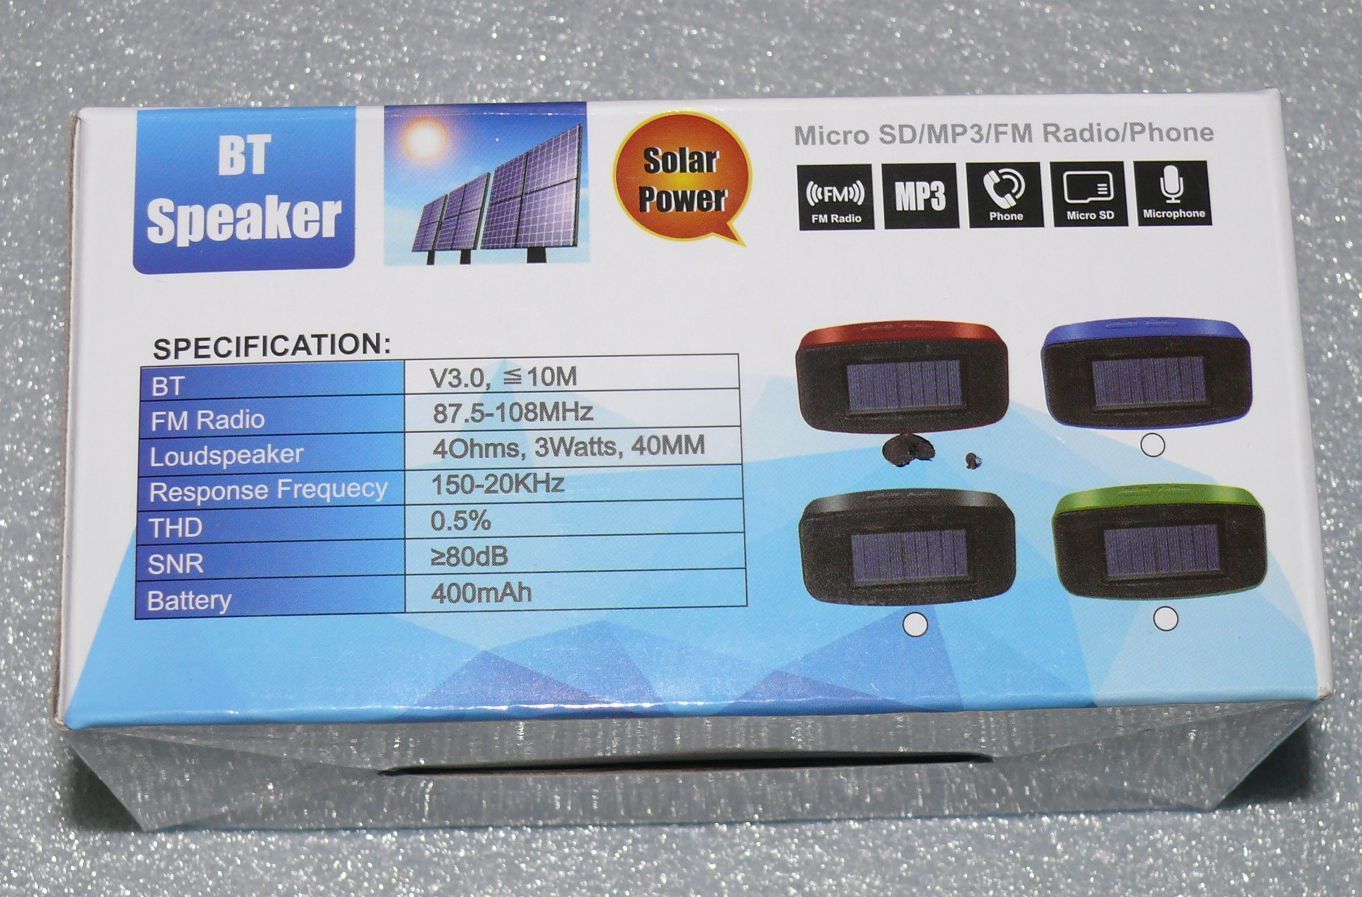 BT
Speaker
Solar
Power
Micro SD/MP3/FM Radio/Phone
((FM))
FM Radio
MP3
Phone
Micro SD
Microphone
SPECIFICATION:
BT V3.0, ≦10M
FM Radio 87.5-108MHz
Loudspeaker 4Ohms, 3Watts, 40MM
Response Frequecy 150-20KHz
THD 0.5%
SNR ≥80dB
Battery 400mAh